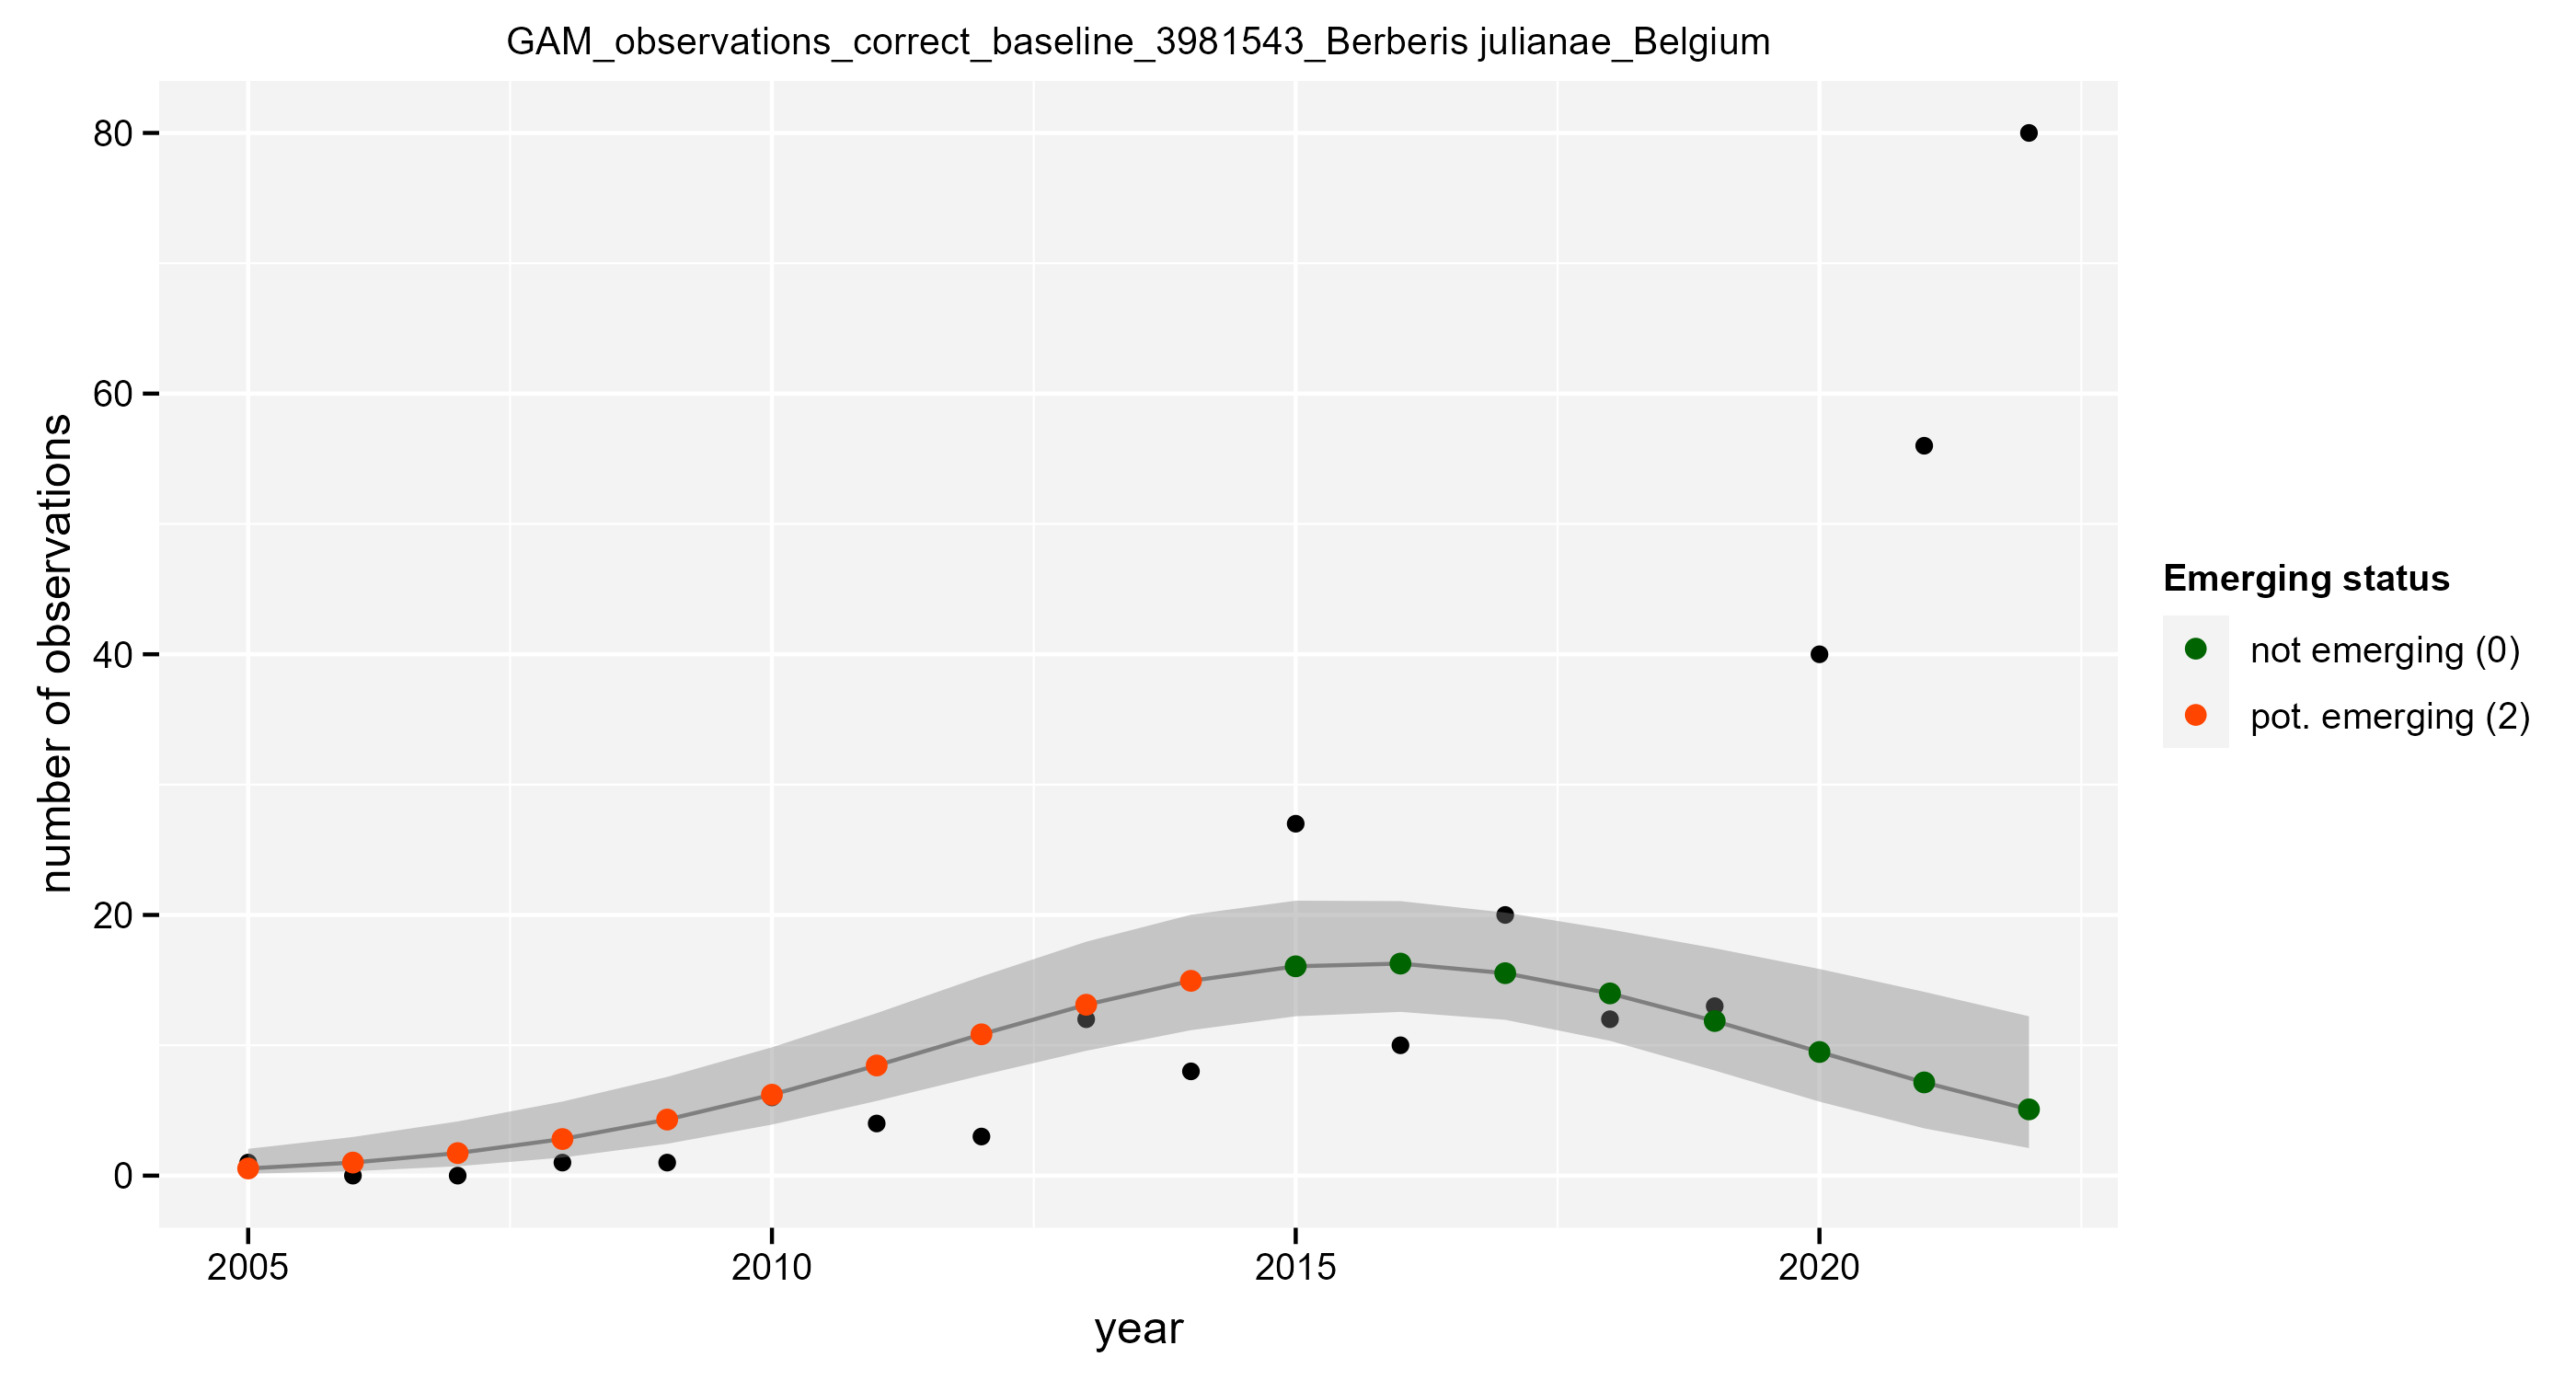 GAM_observations_correct_baseline_3981543_Berberis julianae_Belgium
80
60
40
20
0
number of observations
2005
2010
2015
2020
year
Emerging status
not emerging (0)
pot. emerging (2)